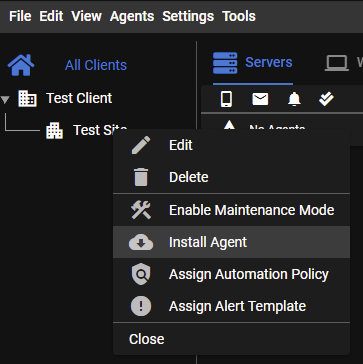 File Edit View Agents Settings Tools
All Clients
Servers
Test Client
Test Site
No Agents
Edit
Delete
Enable Maintenance Mode
Install Agent
Assign Automation Policy
Assign Alert Template
Close